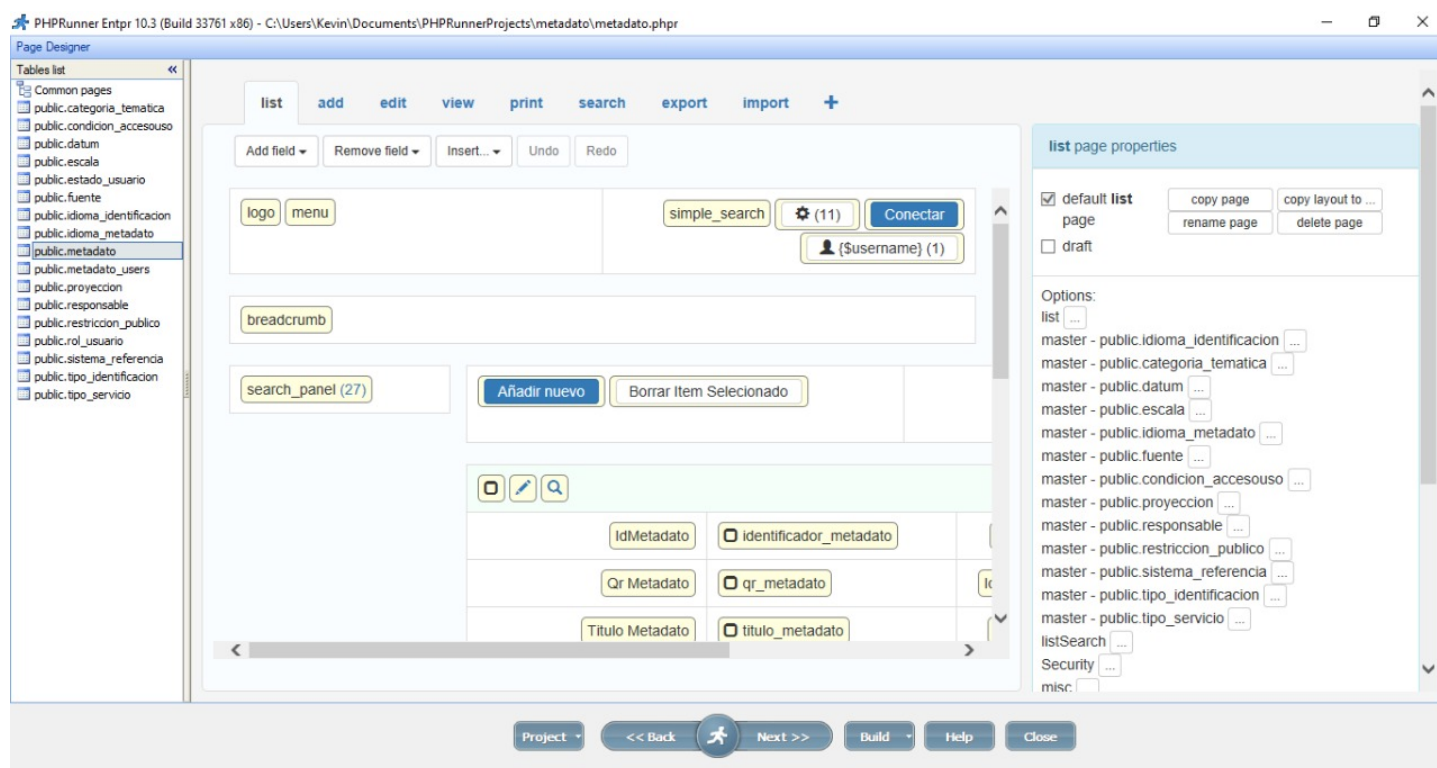 PHPRunner Entpr 10.3 (Build 33761 x86) - C:\Users\Kevin\Documents\PHPRunnerProjects\metadato\metadato.phpr
Page Designer
Tables list «
Common pages
public.categoria_tematica
public.condicion_accesouso
public.datum
public.escala
public.estado_usuario
public.fuente
public.idioma_identificacion
public.idioma_metadato
public.metadato
public.metadato_users
public.proyeccion
public.responsable
public.restriccion_publico
public.rol_usuario
public.sistema_referencia
public.tipo_identificacion
public.tipo_servicio
list add edit view print search export import +
Add field Remove field Insert... Undo Redo
logo menu simple_search (11) Conectar
{$username} (1)
breadcrumb
search_panel (27) Añadir nuevo Borrar Item Selecionado
IdMetadato identificador_metadato
Qr Metadato qr_metadato
Titulo Metadato titulo_metadato
list page properties
default list page
copy page copy layout to ...
rename page delete page
draft
Options:
list ...
master - public.idioma_identificacion ...
master - public.categoria_tematica ...
master - public.datum ...
master - public.escala ...
master - public.idioma_metadato ...
master - public.fuente ...
master - public.condicion_accesouso ...
master - public.proyeccion ...
master - public.responsable ...
master - public.restriccion_publico ...
master - public.sistema_referencia ...
master - public.tipo_identificacion ...
master - public.tipo_servicio ...
listSearch ...
Security ...
misc
Project << Back Next >> Build Help Close